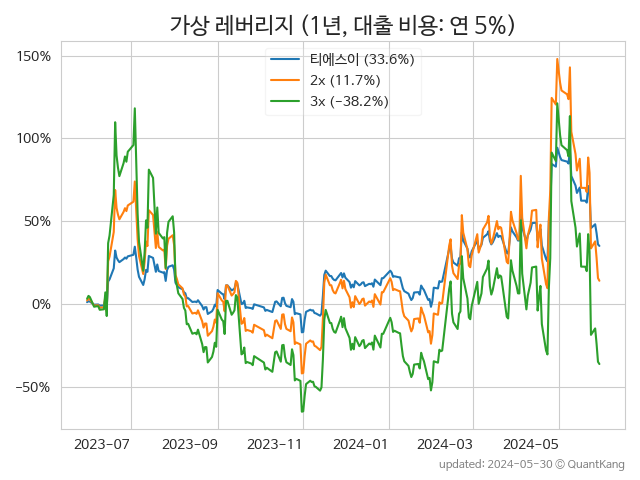 가상 레버리지 (1년, 대출 비용: 연 5%)
티에스이 (33.6%)
2x (11.7%)
3x (−38.2%)
150%
100%
50%
0%
−50%
2023-07 2023-09 2023-11 2024-01 2024-03 2024-05
updated: 2024-05-30 © QuantKang